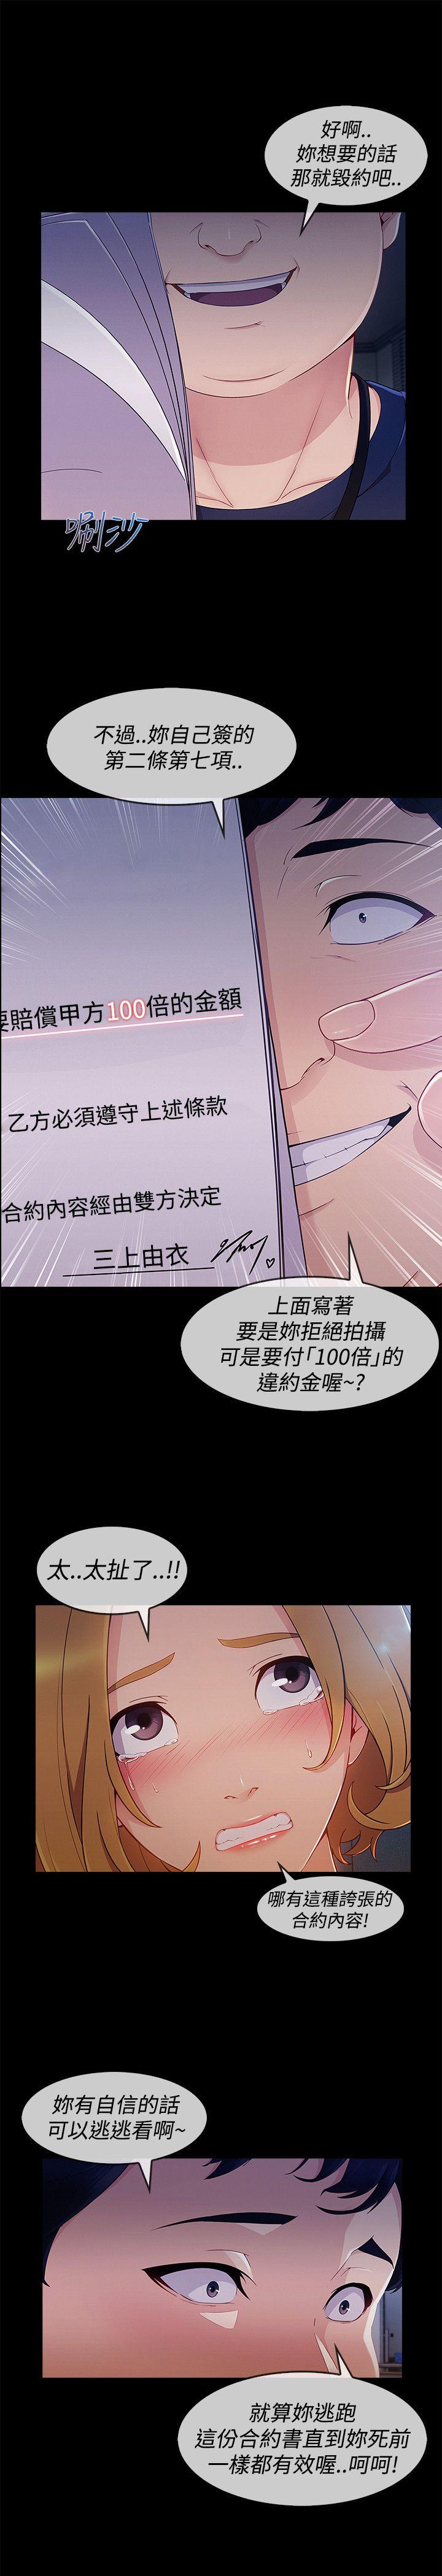 好啊..
妳想要的話
那就毀約吧..
唰沙
不過..妳自己簽的
第二條第七項..
要賠償甲方100倍的金額
乙方必須遵守上述條款
合約內容經由雙方決定
三上由衣
上面寫著
要是妳拒絕拍攝
可是要付「100倍」的
違約金喔~?
太..太扯了..!!
哪有這種誇張的
合約內容!
妳有自信的話
可以逃逃看啊~
就算妳逃跑
這份合約書直到妳死前
一樣都有效喔..呵呵!